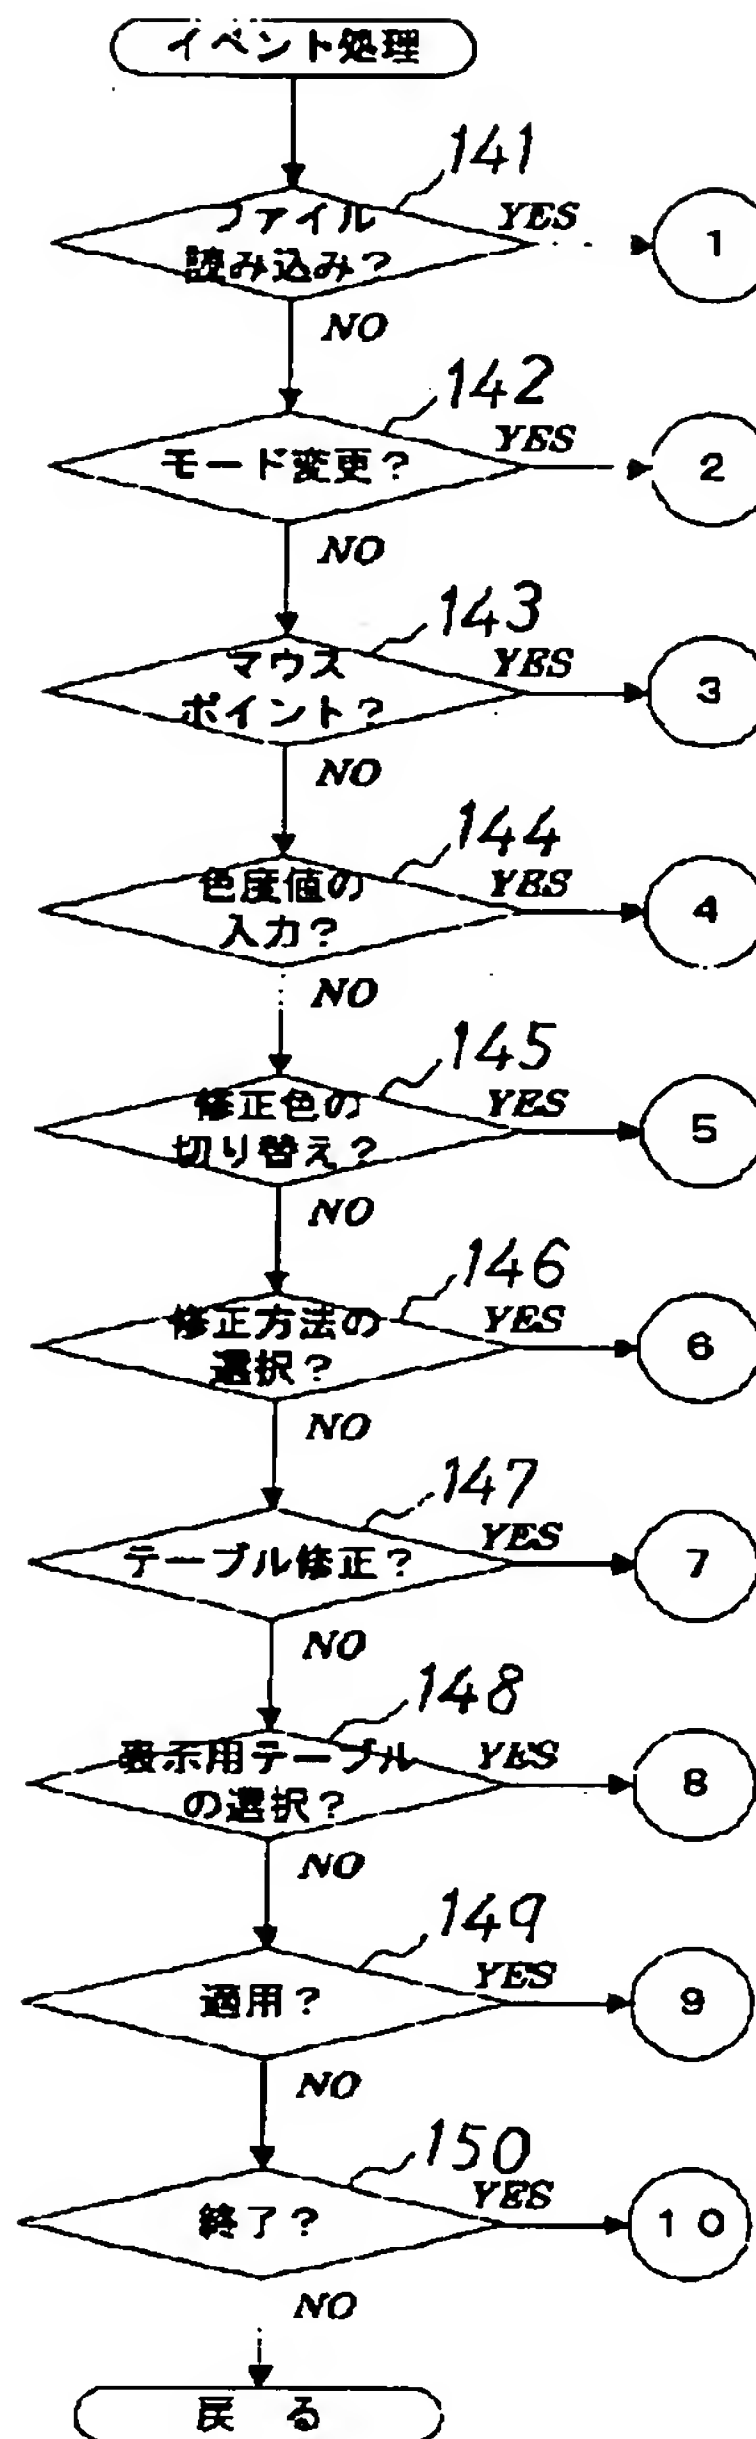 イベント処理
141
ファイル
読み込み?
YES
1
NO
142
モード変更?
YES
2
NO
143
マウス
ポイント?
YES
3
NO
144
色度値の
入力?
YES
4
NO
145
修正色の
切り替え?
YES
5
NO
146
修正方法の
選択?
YES
6
NO
147
テーブル修正?
YES
7
NO
148
表示用テーブル
の選択?
YES
8
NO
149
適用?
YES
9
NO
150
終了?
YES
10
NO
戻る